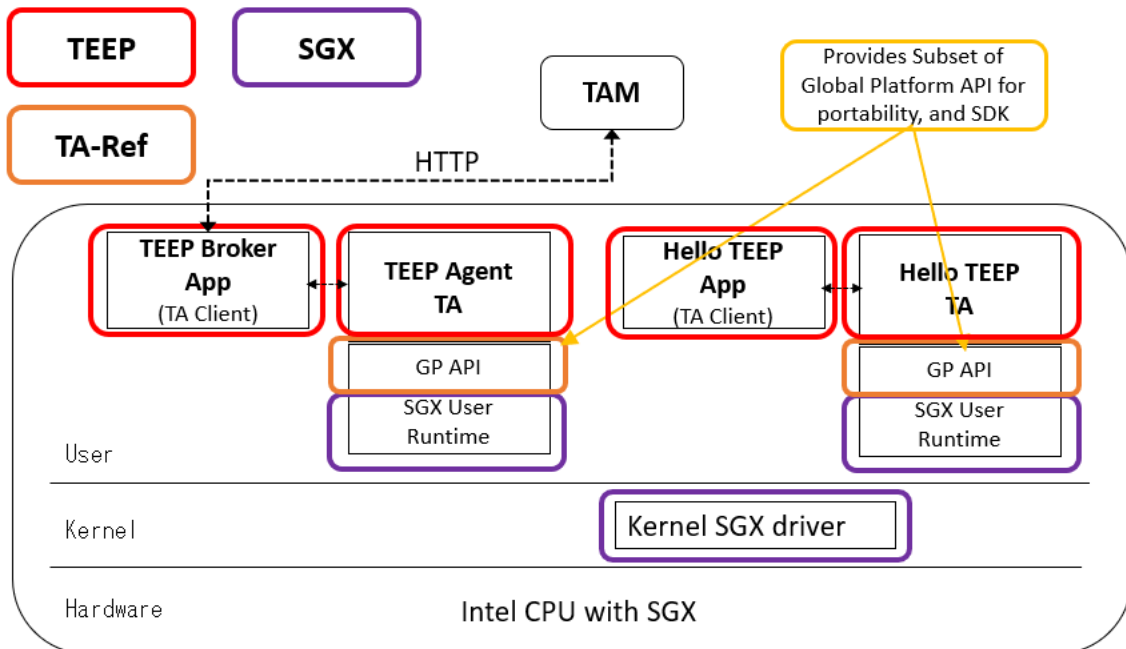 TEEP
SGX
Provides Subset of
Global Platform API for
portability, and SDK
TAM
TA-Ref
HTTP
TEEP Broker
App
(TA Client)
TEEP Agent
TA
Hello TEEP
App
(TA Client)
Hello TEEP
TA
GP API
GP API
SGX User
Runtime
SGX User
Runtime
User
Kernel
Kernel SGX driver
Hardware
Intel CPU with SGX